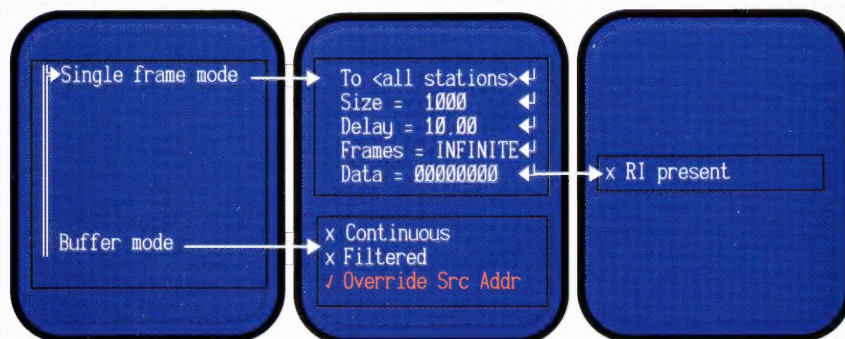 Single frame mode
Buffer mode
To <all stations>↵
Size = 1000 ↵
Delay = 10.00 ↵
Frames = INFINITE↵
Data = 00000000 ↵
x Continuous
x Filtered
√ Override Src Addr
x RI present